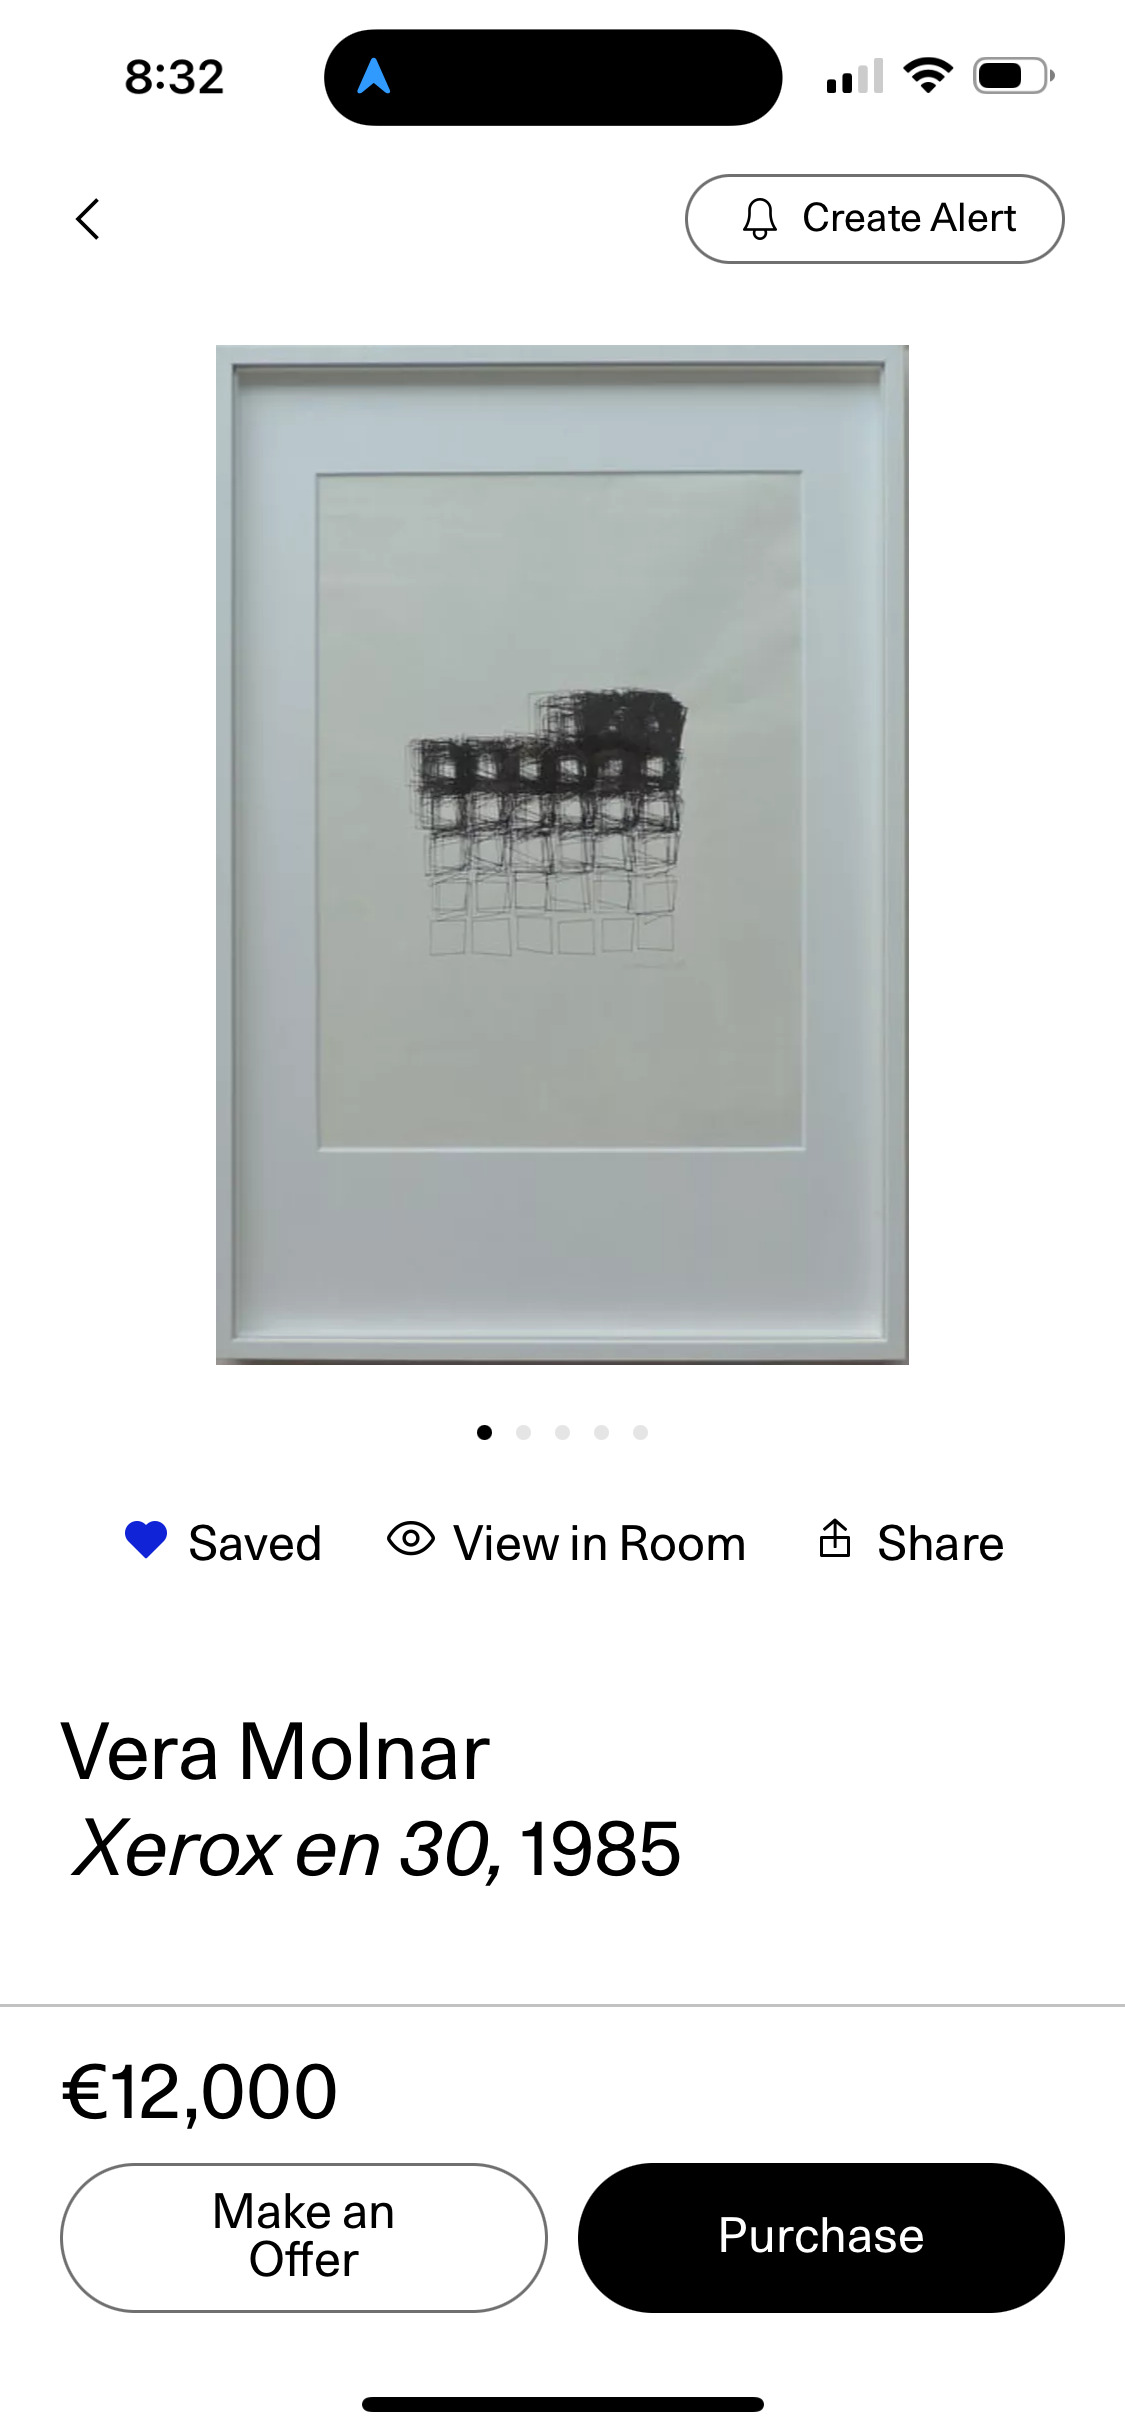 8:32
Create Alert
Saved
View in Room
Share
Vera Molnar
Xerox en 30, 1985
€12,000
Make an
Offer
Purchase